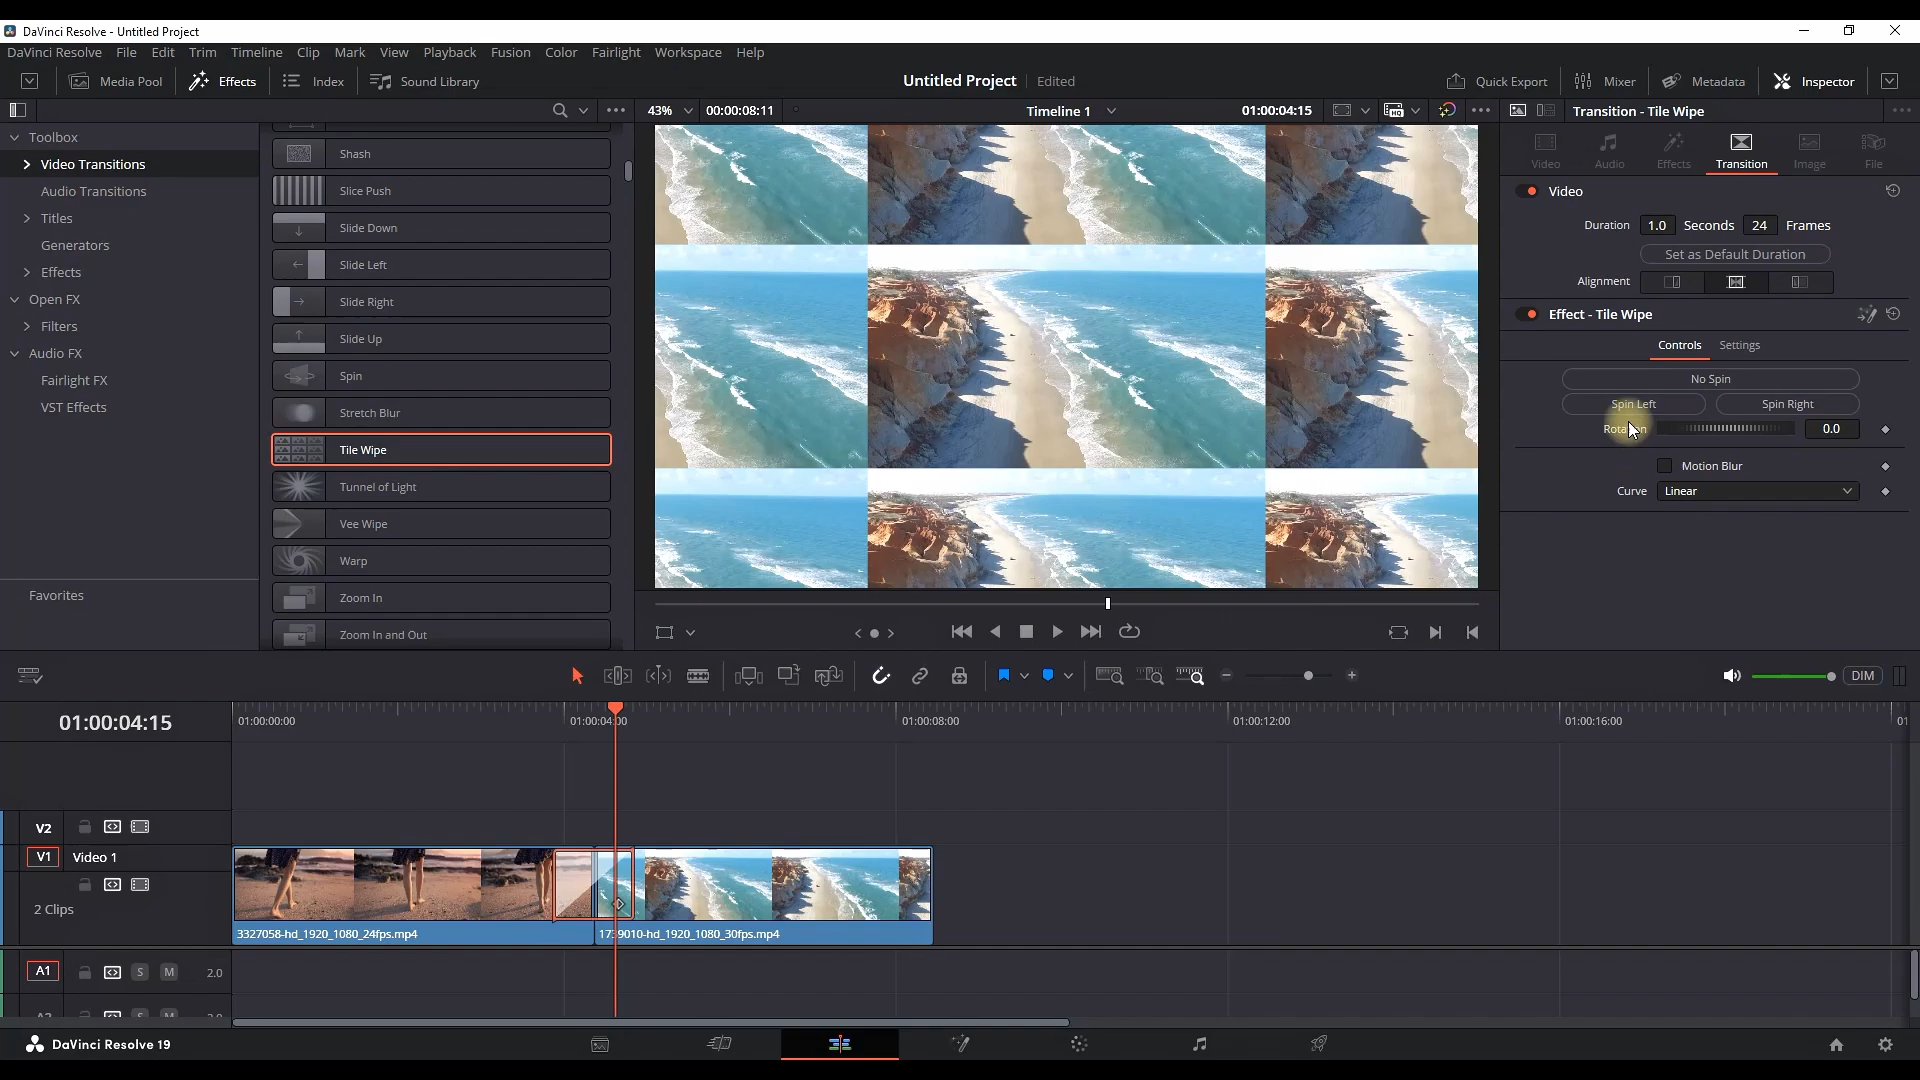 DaVinci Resolve - Untitled Project
DaVinci Resolve File Edit Trim Timeline Clip Mark View Playback Fusion Color Fairlight Workspace Help
Media Pool Effects Index Sound Library Untitled Project Edited Quick Export Mixer Metadata Inspector
43% 00:00:08:11 Timeline 1 01:00:04:15 Transition - Tile Wipe
Toolbox
Video Transitions
Audio Transitions
Titles
Generators
Effects
Open FX
Filters
Audio FX
Fairlight FX
VST Effects
Favorites
Shash
Slice Push
Slide Down
Slide Left
Slide Right
Slide Up
Spin
Stretch Blur
Tile Wipe
Tunnel of Light
Vee Wipe
Warp
Zoom In
Zoom In and Out
Video Audio Effects Transition Image File
Video
Duration 1.0 Seconds 24 Frames
Set as Default Duration
Alignment
Effect - Tile Wipe
Controls Settings
No Spin
Spin Left Spin Right
Rotation 0.0
Motion Blur
Curve Linear
DIM
01:00:04:15
01:00:00:00 01:00:04:00 01:00:08:00 01:00:12:00 01:00:16:00 01
V2
V1 Video 1
2 Clips
3327058-hd_1920_1080_24fps.mp4 1739010-hd_1920_1080_30fps.mp4
A1 S M 2.0
DaVinci Resolve 19